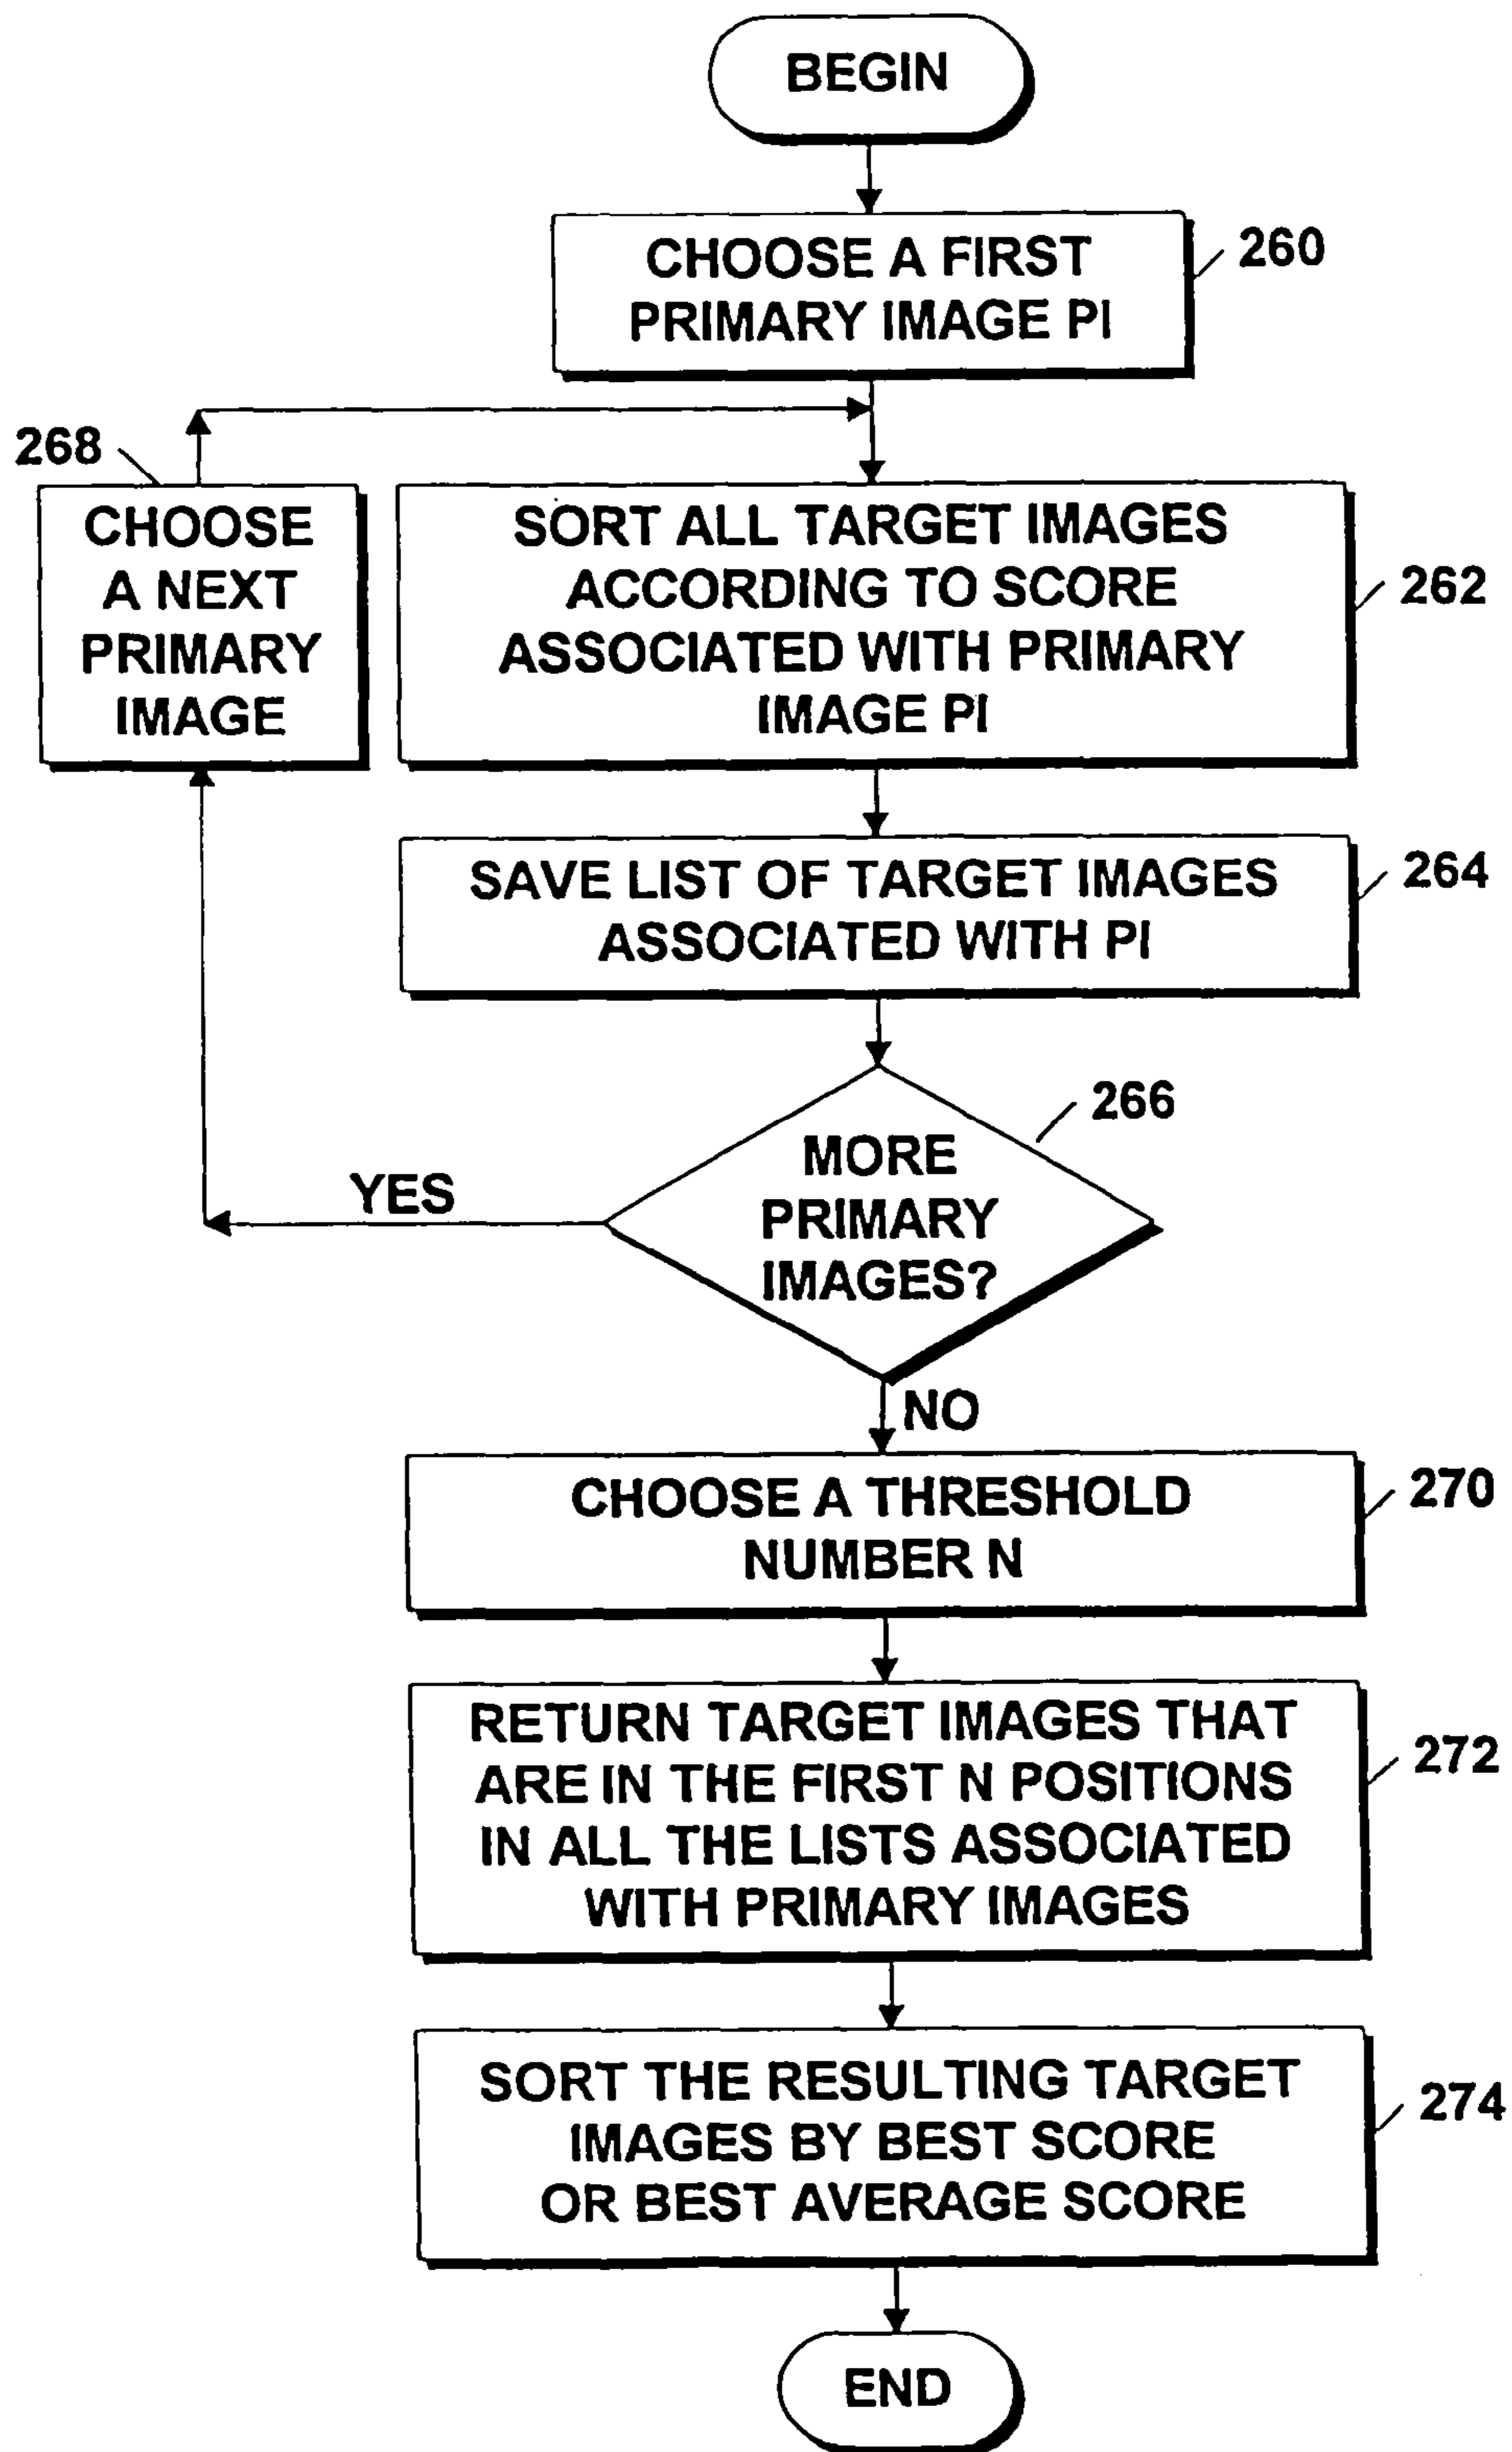 BEGIN
CHOOSE A FIRST
PRIMARY IMAGE PI
260
268
CHOOSE
A NEXT
PRIMARY
IMAGE
SORT ALL TARGET IMAGES
ACCORDING TO SCORE
ASSOCIATED WITH PRIMARY
IMAGE PI
262
SAVE LIST OF TARGET IMAGES
ASSOCIATED WITH PI
264
MORE
PRIMARY
IMAGES?
266
YES
NO
CHOOSE A THRESHOLD
NUMBER N
270
RETURN TARGET IMAGES THAT
ARE IN THE FIRST N POSITIONS
IN ALL THE LISTS ASSOCIATED
WITH PRIMARY IMAGES
272
SORT THE RESULTING TARGET
IMAGES BY BEST SCORE
OR BEST AVERAGE SCORE
274
END